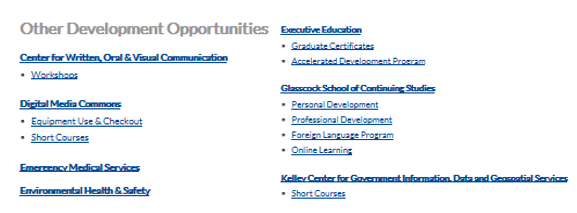 Other Development Opportunities
Center for Written, Oral & Visual Communication
Workshops
Digital Media Commons
Equipment Use & Checkout
Short Courses
Emergency Medical Services
Environmental Health & Safety
Executive Education
Graduate Certificates
Accelerated Development Program
Glasscock School of Continuing Studies
Personal Development
Professional Development
Foreign Language Program
Online Learning
Kelley Center for Government Information, Data and Geospatial Services
Short Courses